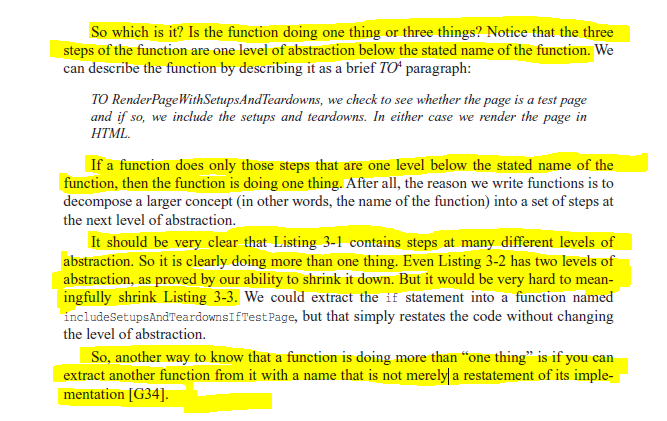 So which is it? Is the function doing one thing or three things? Notice that the three
steps of the function are one level of abstraction below the stated name of the function. We
can describe the function by describing it as a brief TO⁴ paragraph:
TO RenderPageWithSetupsAndTeardowns, we check to see whether the page is a test page
and if so, we include the setups and teardowns. In either case we render the page in
HTML.
If a function does only those steps that are one level below the stated name of the
function, then the function is doing one thing. After all, the reason we write functions is to
decompose a larger concept (in other words, the name of the function) into a set of steps at
the next level of abstraction.
It should be very clear that Listing 3-1 contains steps at many different levels of
abstraction. So it is clearly doing more than one thing. Even Listing 3-2 has two levels of
abstraction, as proved by our ability to shrink it down. But it would be very hard to mean-
ingfully shrink Listing 3-3. We could extract the if statement into a function named
includeSetupsAndTeardownsIfTestPage, but that simply restates the code without changing
the level of abstraction.
So, another way to know that a function is doing more than “one thing” is if you can
extract another function from it with a name that is not merely a restatement of its imple-
mentation [G34].